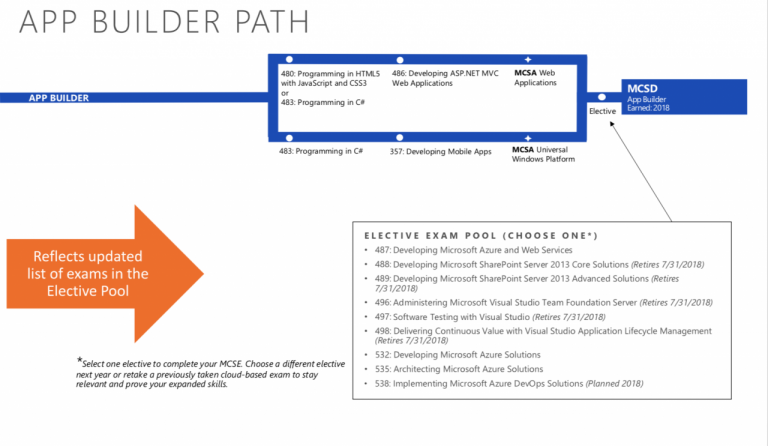 APP BUILDER PATH
480: Programming in HTML5
with JavaScript and CSS3
or
483: Programming in C#
486: Developing ASP.NET MVC
Web Applications
MCSA Web
Applications
APP BUILDER
MCSD
App Builder
Earned: 2018
Elective
483: Programming in C#
357: Developing Mobile Apps
MCSA Universal
Windows Platform
Reflects updated
list of exams in the
Elective Pool
ELECTIVE EXAM POOL (CHOOSE ONE*)
• 487: Developing Microsoft Azure and Web Services
• 488: Developing Microsoft SharePoint Server 2013 Core Solutions (Retires 7/31/2018)
• 489: Developing Microsoft SharePoint Server 2013 Advanced Solutions (Retires
7/31/2018)
• 496: Administering Microsoft Visual Studio Team Foundation Server (Retires 7/31/2018)
• 497: Software Testing with Visual Studio (Retires 7/31/2018)
• 498: Delivering Continuous Value with Visual Studio Application Lifecycle Management
(Retires 7/31/2018)
• 532: Developing Microsoft Azure Solutions
• 535: Architecting Microsoft Azure Solutions
• 538: Implementing Microsoft Azure DevOps Solutions (Planned 2018)
*Select one elective to complete your MCSE. Choose a different elective
next year or retake a previously taken cloud-based exam to stay
relevant and prove your expanded skills.